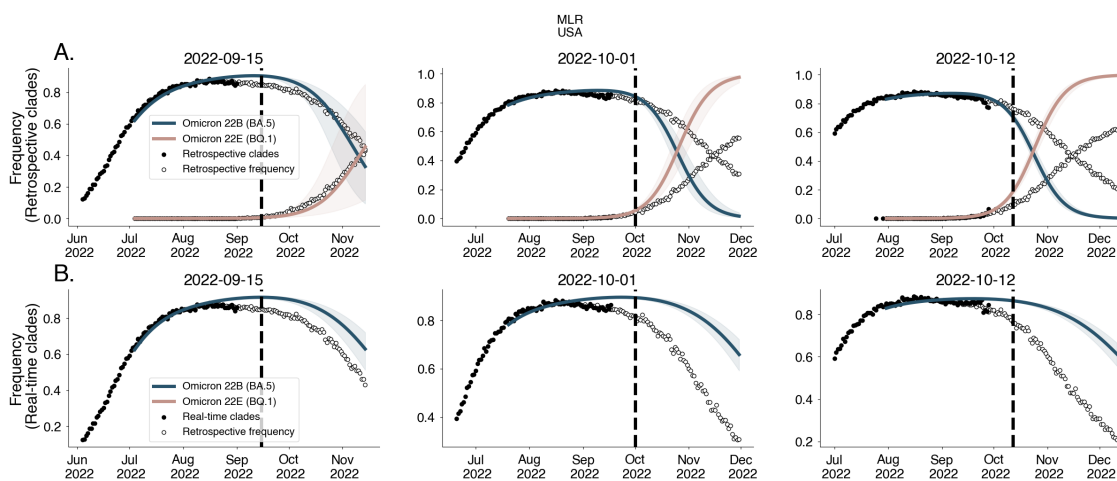 MLR
USA
A.
2022-09-15
2022-10-01
2022-10-12
Frequency
(Retrospective clades)
0.8
0.6
0.4
0.2
0.0
Omicron 22B (BA.5)
Omicron 22E (BQ.1)
Retrospective clades
Retrospective frequency
1.0
0.8
0.6
0.4
0.2
0.0
1.0
0.8
0.6
0.4
0.2
0.0
Jun Jul Aug Sep Oct Nov
2022 2022 2022 2022 2022 2022
Jul Aug Sep Oct Nov Dec
2022 2022 2022 2022 2022 2022
Jul Aug Sep Oct Nov Dec
2022 2022 2022 2022 2022 2022
B.
2022-09-15
2022-10-01
2022-10-12
Frequency
(Real-time clades)
0.8
0.6
0.4
0.2
Omicron 22B (BA.5)
Omicron 22E (BQ.1)
Real-time clades
Retrospective frequency
0.8
0.6
0.4
0.8
0.6
0.4
0.2
Jun Jul Aug Sep Oct Nov
2022 2022 2022 2022 2022 2022
Jul Aug Sep Oct Nov Dec
2022 2022 2022 2022 2022 2022
Jul Aug Sep Oct Nov Dec
2022 2022 2022 2022 2022 2022